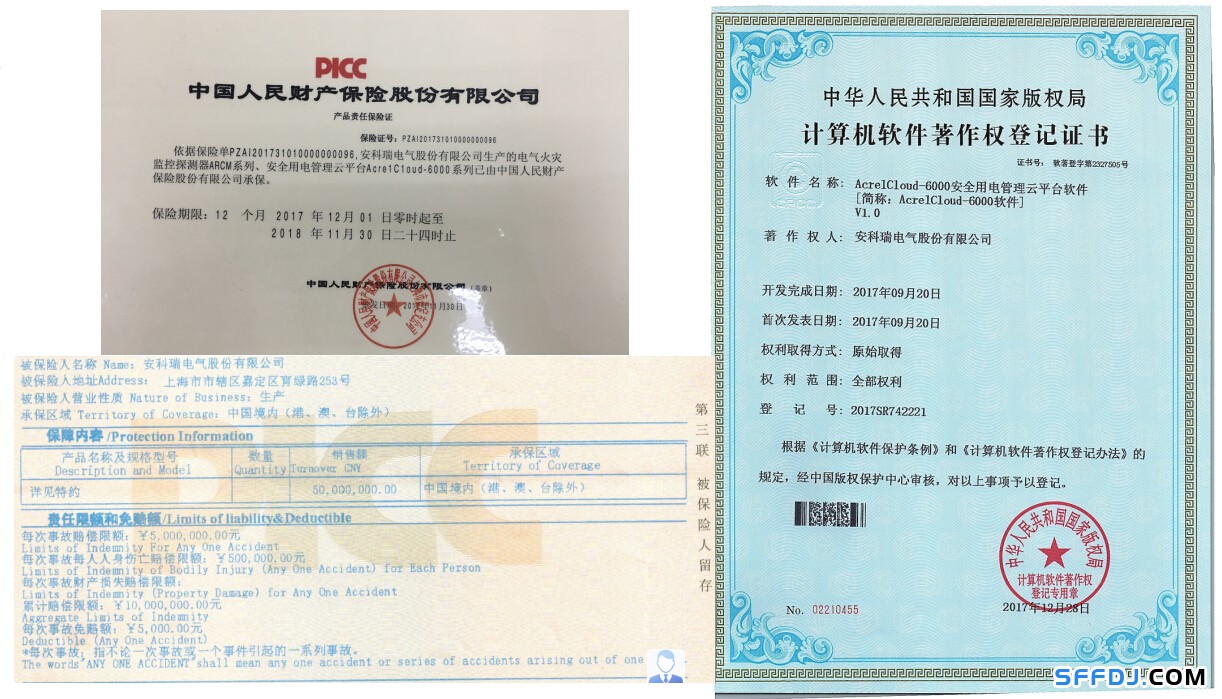 PICC
中国人民财产保险股份有限公司
产品责任保险证
保险证号: PZAI201731010000000096
依据保险单PZAI201731010000000096,安科瑞电气股份有限公司生产的电气火灾
监控探测器ARCM系列、安全用电管理云平台AcrelCloud-6000系列已由中国人民财产
保险股份有限公司承保。
保险期限: 12 个月 2017 年 12月 01 日零时起至
2018 年 11月 30 日二十四时止
中国人民财产保险股份有限公司(盖章)
被保险人名称 Name: 安科瑞电气股份有限公司
被保险人地址Address: 上海市市辖区嘉定区育绿路253号
被保险人营业性质 Nature of Business: 生产
承保区域 Territory of Coverage: 中国境内(港、澳、台除外)
保障内容/Protection Information
产品名称及规格型号 数量 销售额 承保区域
Description and Model Quantity Turnover CNY Territory of Coverage
详见特约 50,000,000.00 中国境内(港、澳、台除外)
责任限额和免赔额/Limits of liability&Deductible
每次事故赔偿限额: ¥5,000,000.00元
Limits of Indemnity For Any One Accident
每次事故每人人身伤亡赔偿限额: ¥500,000.00元
Limits of Indemnity of Bodily Injury (Any One Accident) for Each Person
每次事故财产损失赔偿限额:
Limits of Indemnity (Property Damage) for Any One Accident
累计赔偿限额: ¥10,000,000.00元
Aggregate Limits of Indemnity
每次事故免赔额: ¥5,000.00元
Deductible (Any One Accident)
*每次事故: 指不论一次事故或一个事件引起的一系列事故。
The words"ANY ONE ACCIDENT"shall mean any one accident or series of accidents arising out of one
第三联 被保险人留存
PICC
中华人民共和国国家版权局
计算机软件著作权登记证书
证书号: 软著登字第2327505号
软件名称: AcrelCloud-6000安全用电管理云平台软件
[简称: AcrelCloud-6000软件]
V1.0
著作权人: 安科瑞电气股份有限公司
开发完成日期: 2017年09月20日
首次发表日期: 2017年09月20日
权利取得方式: 原始取得
权利范围: 全部权利
登记号: 2017SR742221
根据《计算机软件保护条例》和《计算机软件著作权登记办法》的
规定,经中国版权保护中心审核,对以上事项予以登记。
中华人民共和国国家版权局
计算机软件著作权
登记专用章
2017年12月28日
No. 02210455
SFFDJ.COM